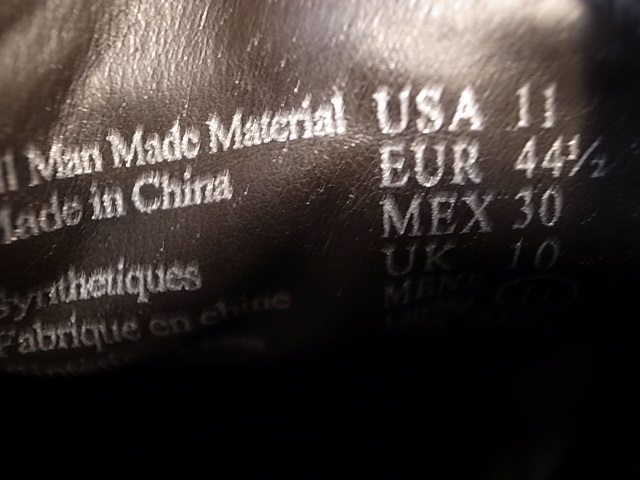 ll Man Made Material
Made in China
Synthetiques
Fabrique en chine
USA 11
EUR 44½
MEX 30
UK 10
MEN'S